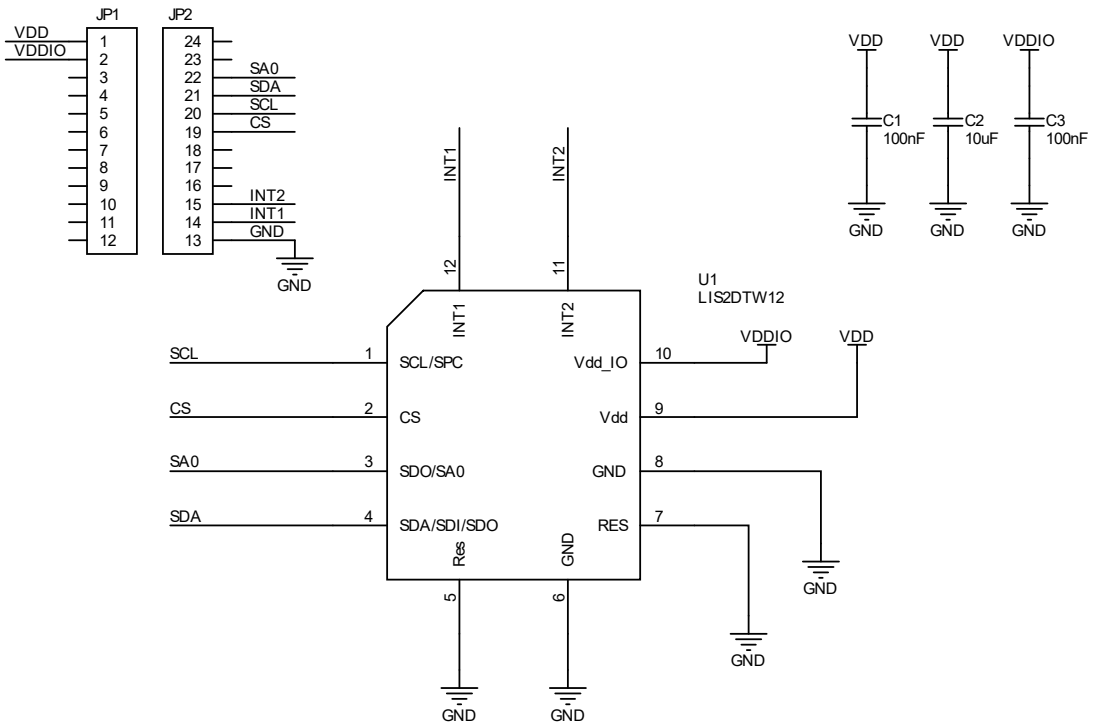 JP1
VDD 1
VDDIO 2
3
4
5
6
7
8
9
10
11
12
JP2
24
23
22 SA0
21 SDA
20 SCL
19 CS
18
17
16
15 INT2
14 INT1
13 GND
GND
VDD
C1
100nF
GND
VDD
C2
10uF
GND
VDDIO
C3
100nF
GND
INT1
INT2
12
11
U1
LIS2DTW12
INT1
INT2
SCL 1 SCL/SPC
CS 2 CS
SA0 3 SDO/SA0
SDA 4 SDA/SDI/SDO
Vdd_IO 10 VDDIO
Vdd 9 VDD
GND 8
RES 7
Res
GND
5
6
GND
GND
GND
GND